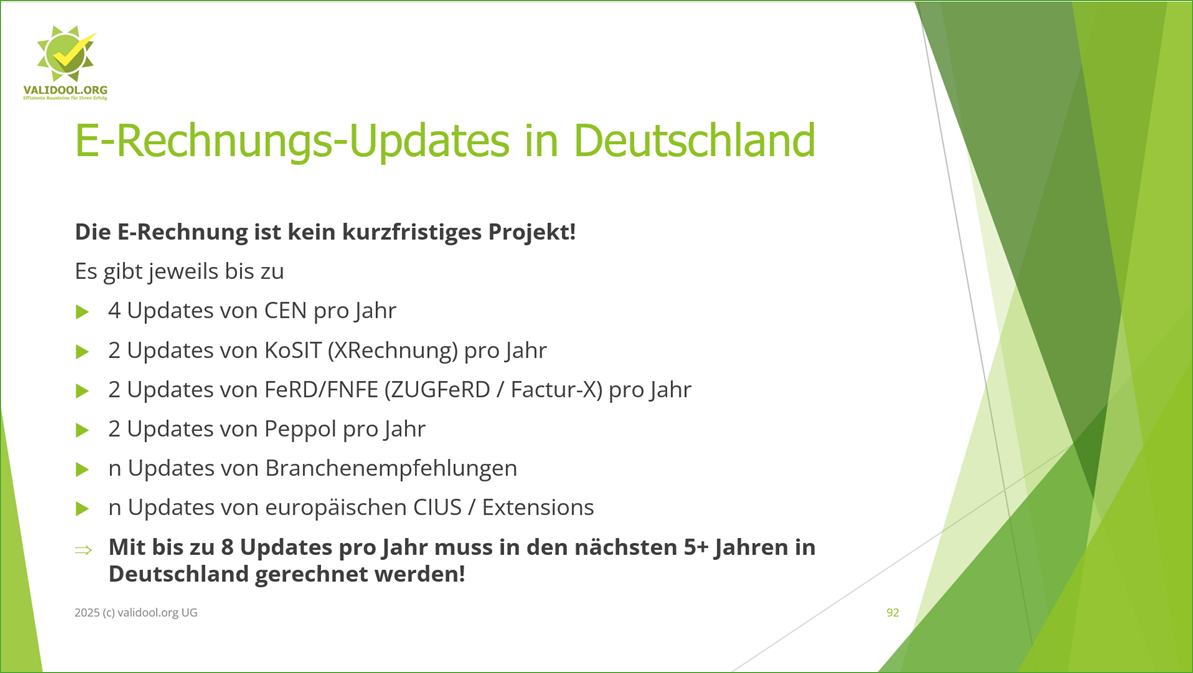 VALIDOOL.ORG
Effiziente Bausteine für Ihren Erfolg
E-Rechnungs-Updates in Deutschland
Die E-Rechnung ist kein kurzfristiges Projekt!
Es gibt jeweils bis zu
4 Updates von CEN pro Jahr
2 Updates von KoSIT (XRechnung) pro Jahr
2 Updates von FeRD/FNFE (ZUGFeRD / Factur-X) pro Jahr
2 Updates von Peppol pro Jahr
n Updates von Branchenempfehlungen
n Updates von europäischen CIUS / Extensions
⇒ Mit bis zu 8 Updates pro Jahr muss in den nächsten 5+ Jahren in
Deutschland gerechnet werden!
2025 (c) validool.org UG
92